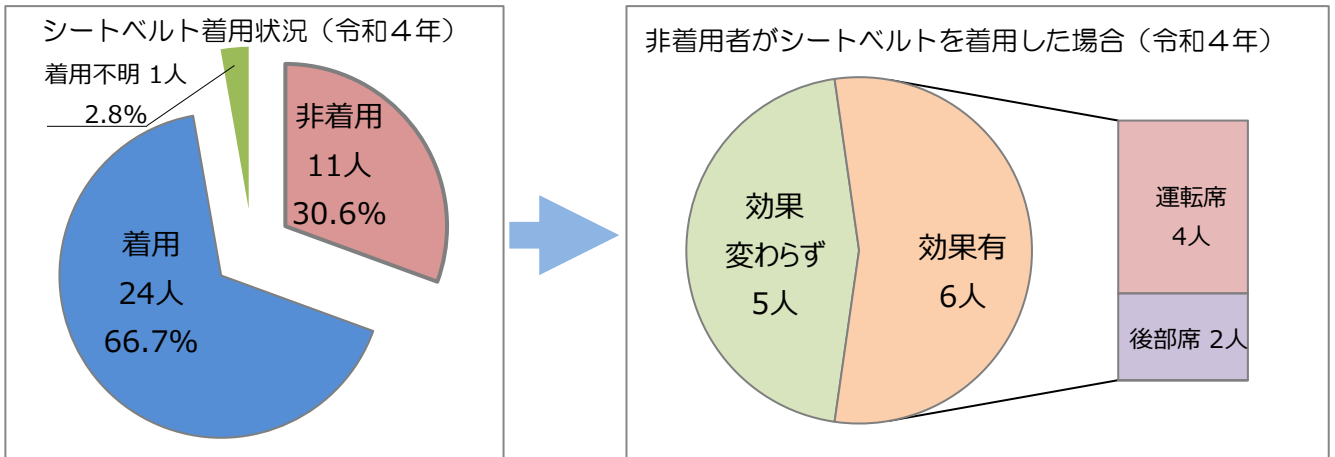 シートベルト着用状況（令和４年）
着用不明 1人
2.8%
非着用
11人
30.6%
着用
24人
66.7%
非着用者がシートベルトを着用した場合（令和４年）
効果
変わらず
5人
効果有
6人
運転席
4人
後部席 2人